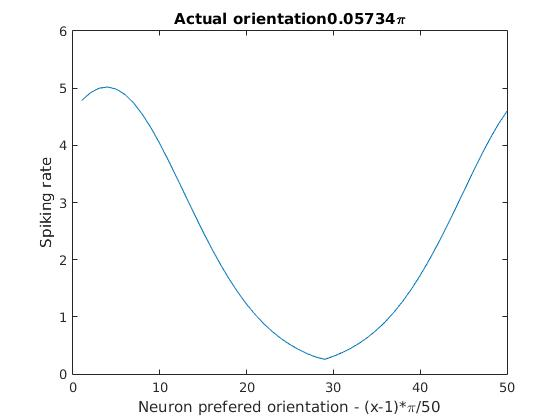 Actual orientation0.05734π
6
5
4
3
2
1
0
Spiking rate
0 10 20 30 40 50
Neuron prefered orientation - (x-1)*π/50